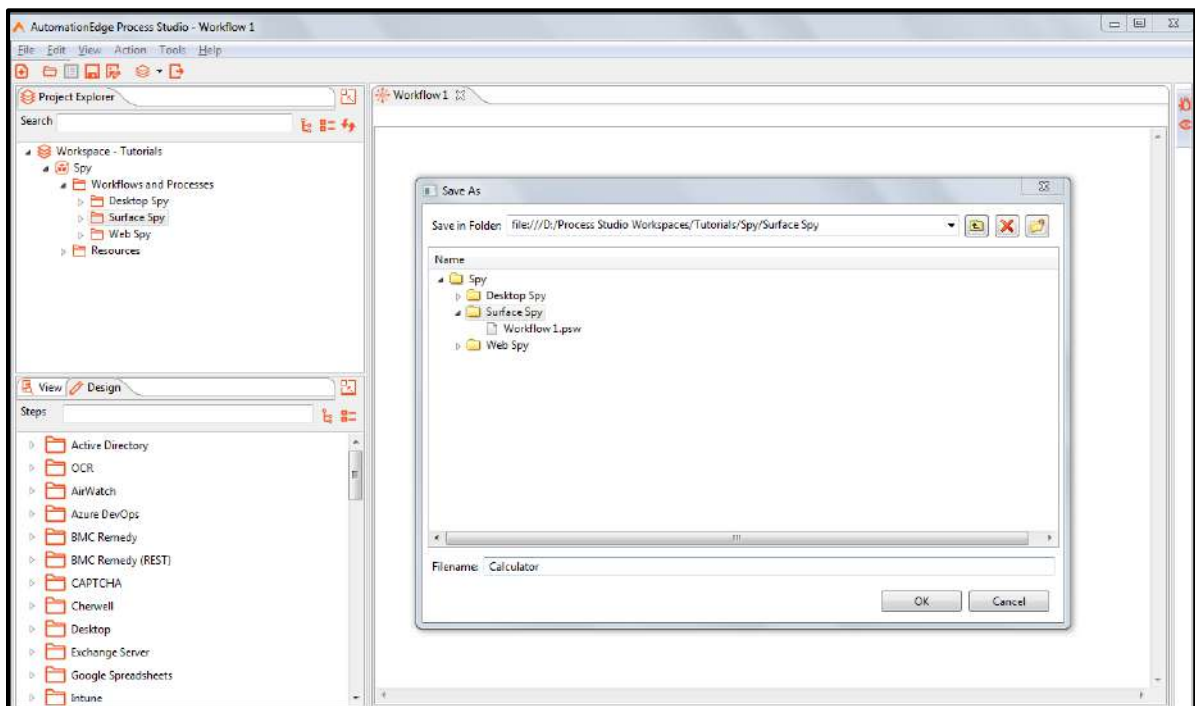 AutomationEdge Process Studio - Workflow 1
File Edit View Action Tools Help
Project Explorer
Search
Workspace - Tutorials
Spy
Workflows and Processes
Desktop Spy
Surface Spy
Web Spy
Resources
View Design
Steps
Active Directory
OCR
AirWatch
Azure DevOps
BMC Remedy
BMC Remedy (REST)
CAPTCHA
Cherwell
Desktop
Exchange Server
Google Spreadsheets
Intune
Workflow 1
Save As
Save in Folder: file:///D:/Process Studio Workspaces/Tutorials/Spy/Surface Spy
Name
Spy
Desktop Spy
Surface Spy
Workflow 1.psw
Web Spy
Filename: Calculator
OK Cancel